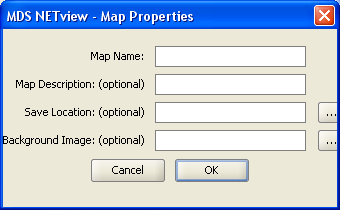 MDS NETview - Map Properties
Map Name:
Map Description: (optional)
Save Location: (optional)
...
Background Image: (optional)
...
Cancel
OK